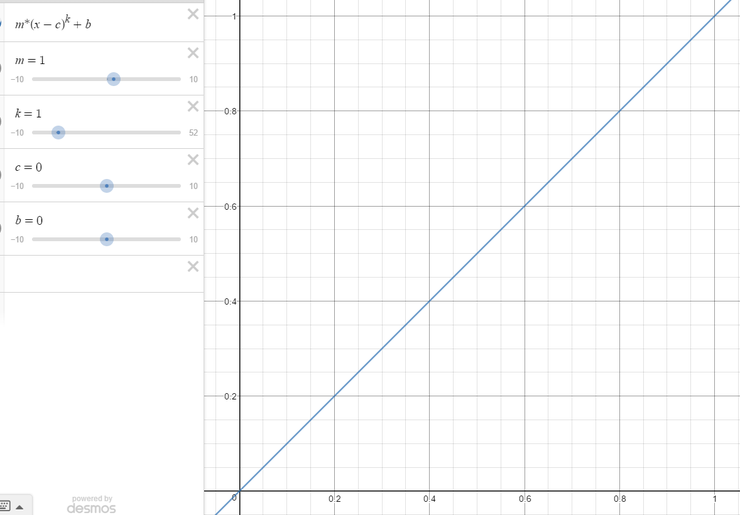 m*(x − c)^k + b
m = 1
−10 10
k = 1
−10 52
c = 0
−10 10
b = 0
−10 10
powered by
desmos
1
0.8
0.6
0.4
0.2
0 0.2 0.4 0.6 0.8 1